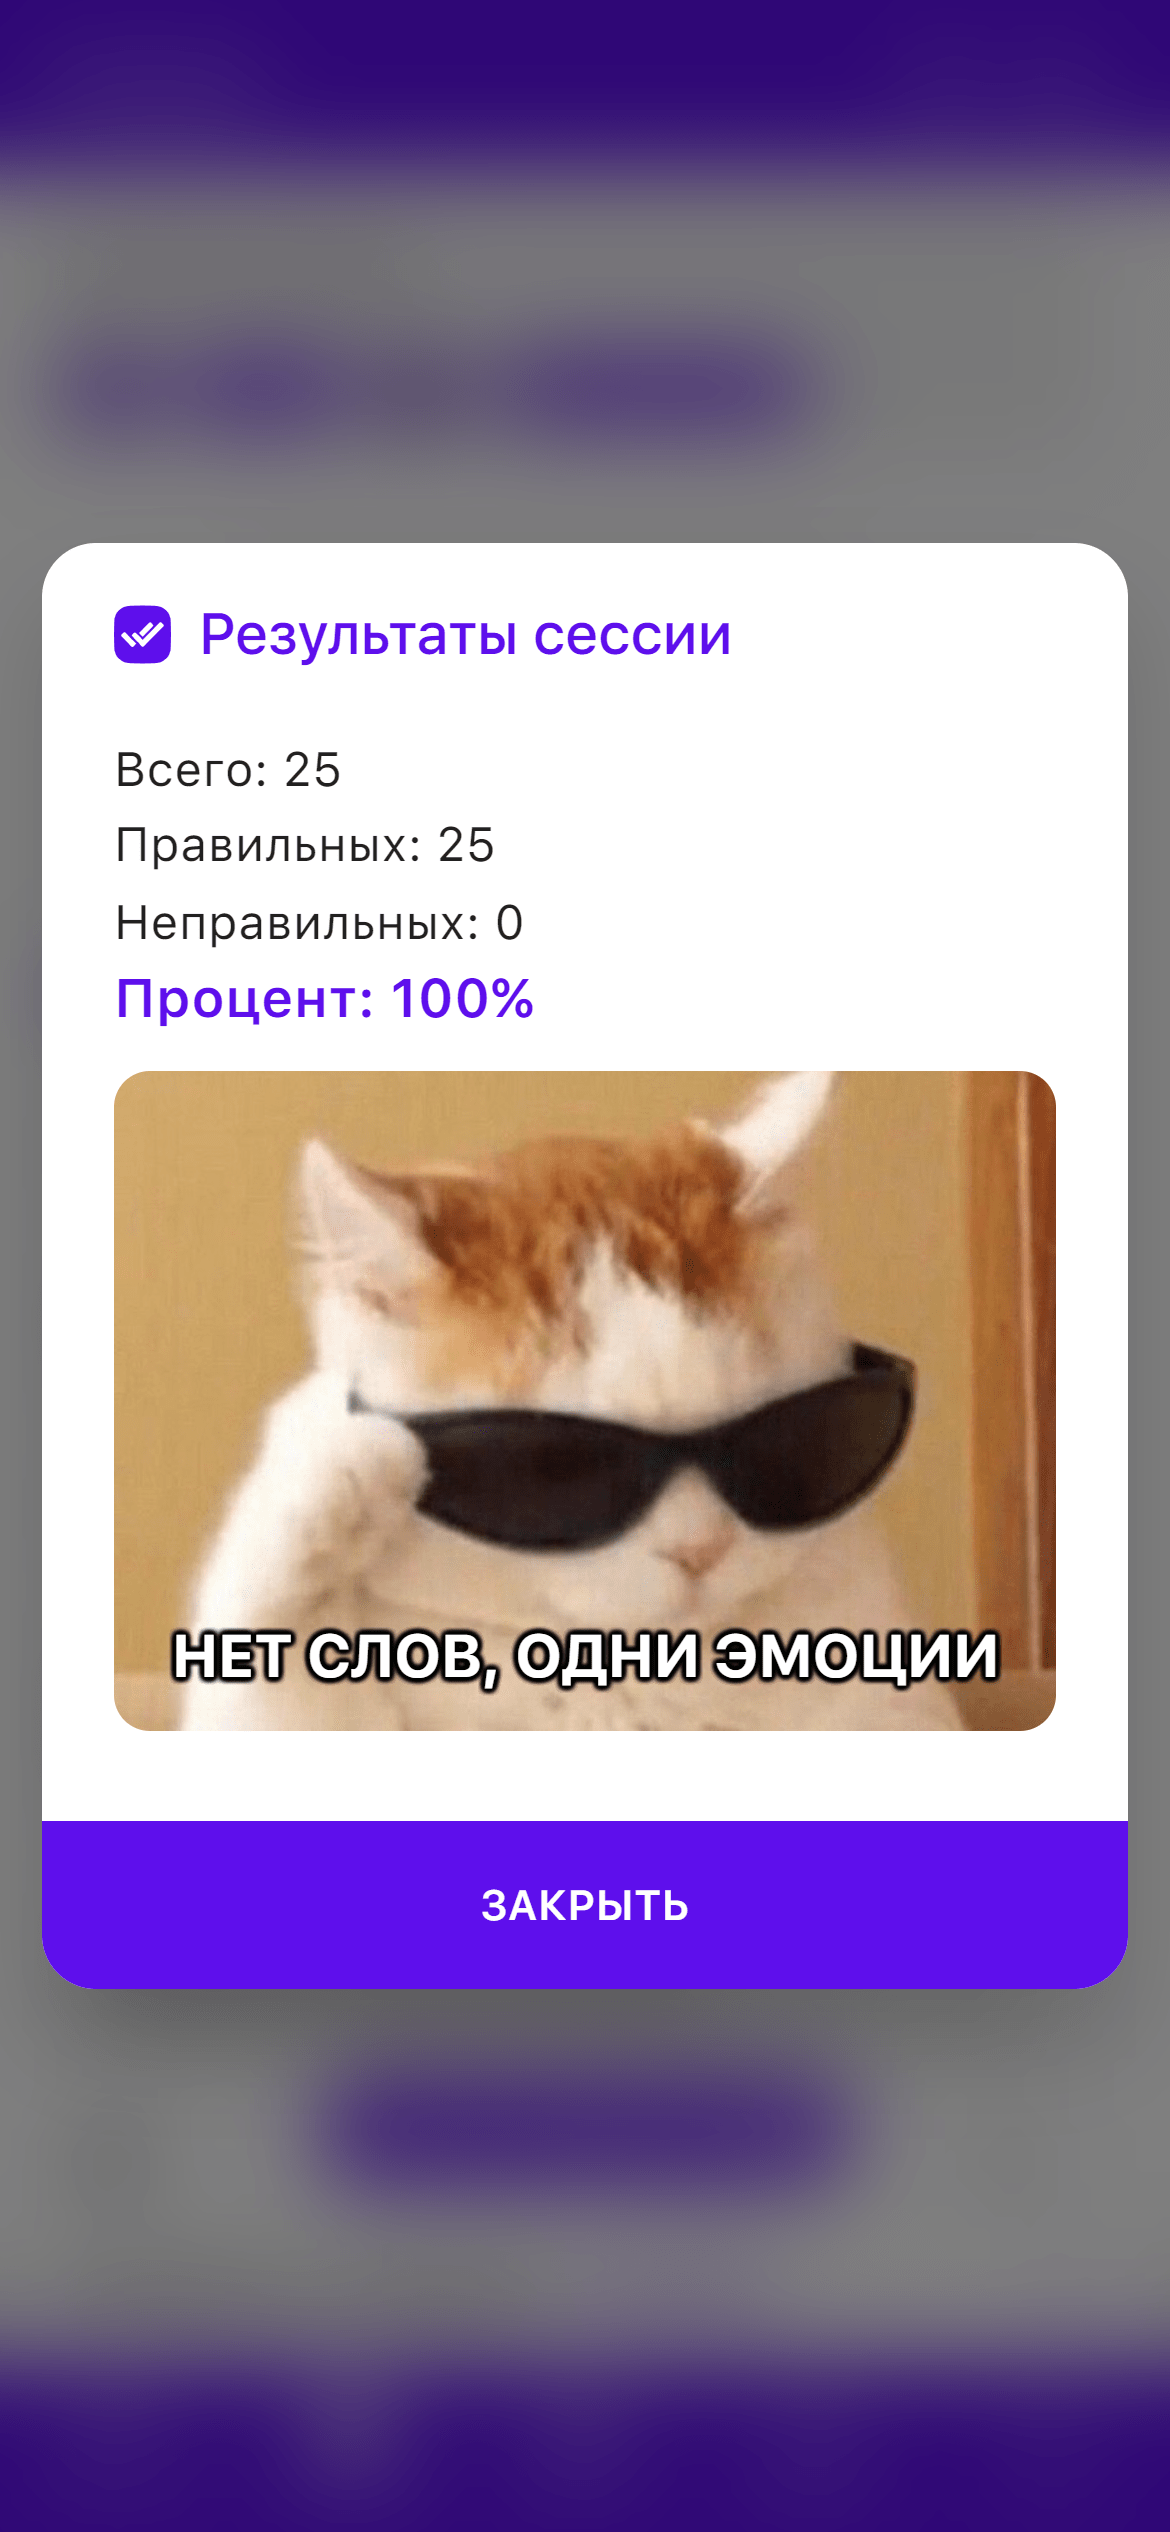 Результаты сессии
Всего: 25
Правильных: 25
Неправильных: 0
Процент: 100%
НЕТ СЛОВ, ОДНИ ЭМОЦИИ
ЗАКРЫТЬ